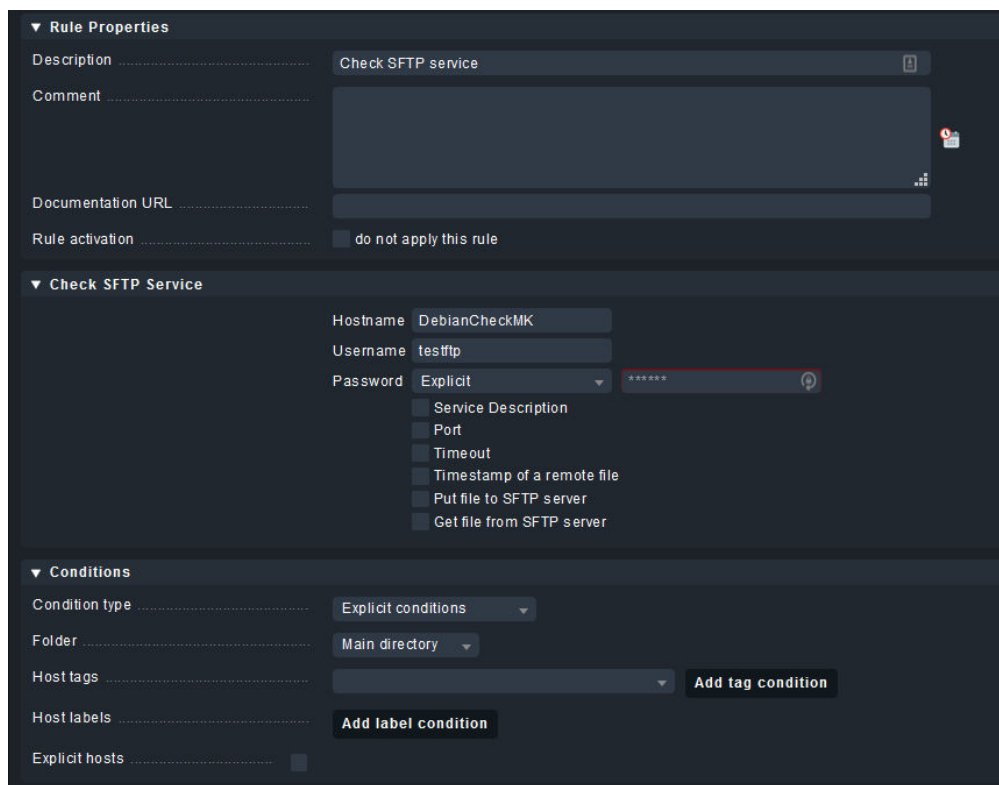 ▼ Rule Properties
Description Check SFTP service
Comment
Documentation URL
Rule activation do not apply this rule
▼ Check SFTP Service
Hostname DebianCheckMK
Username testftp
Password Explicit ******
Service Description
Port
Timeout
Timestamp of a remote file
Put file to SFTP server
Get file from SFTP server
▼ Conditions
Condition type Explicit conditions
Folder Main directory
Host tags Add tag condition
Host labels Add label condition
Explicit hosts